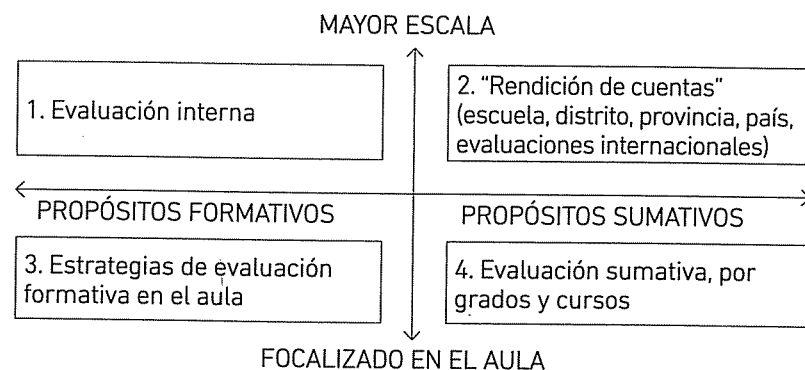 MAYOR ESCALA
1. Evaluación interna
2. “Rendición de cuentas”
(escuela, distrito, provincia, país,
evaluaciones internacionales)
PROPÓSITOS FORMATIVOS
PROPÓSITOS SUMATIVOS
3. Estrategias de evaluación
formativa en el aula
4. Evaluación sumativa, por
grados y cursos
FOCALIZADO EN EL AULA